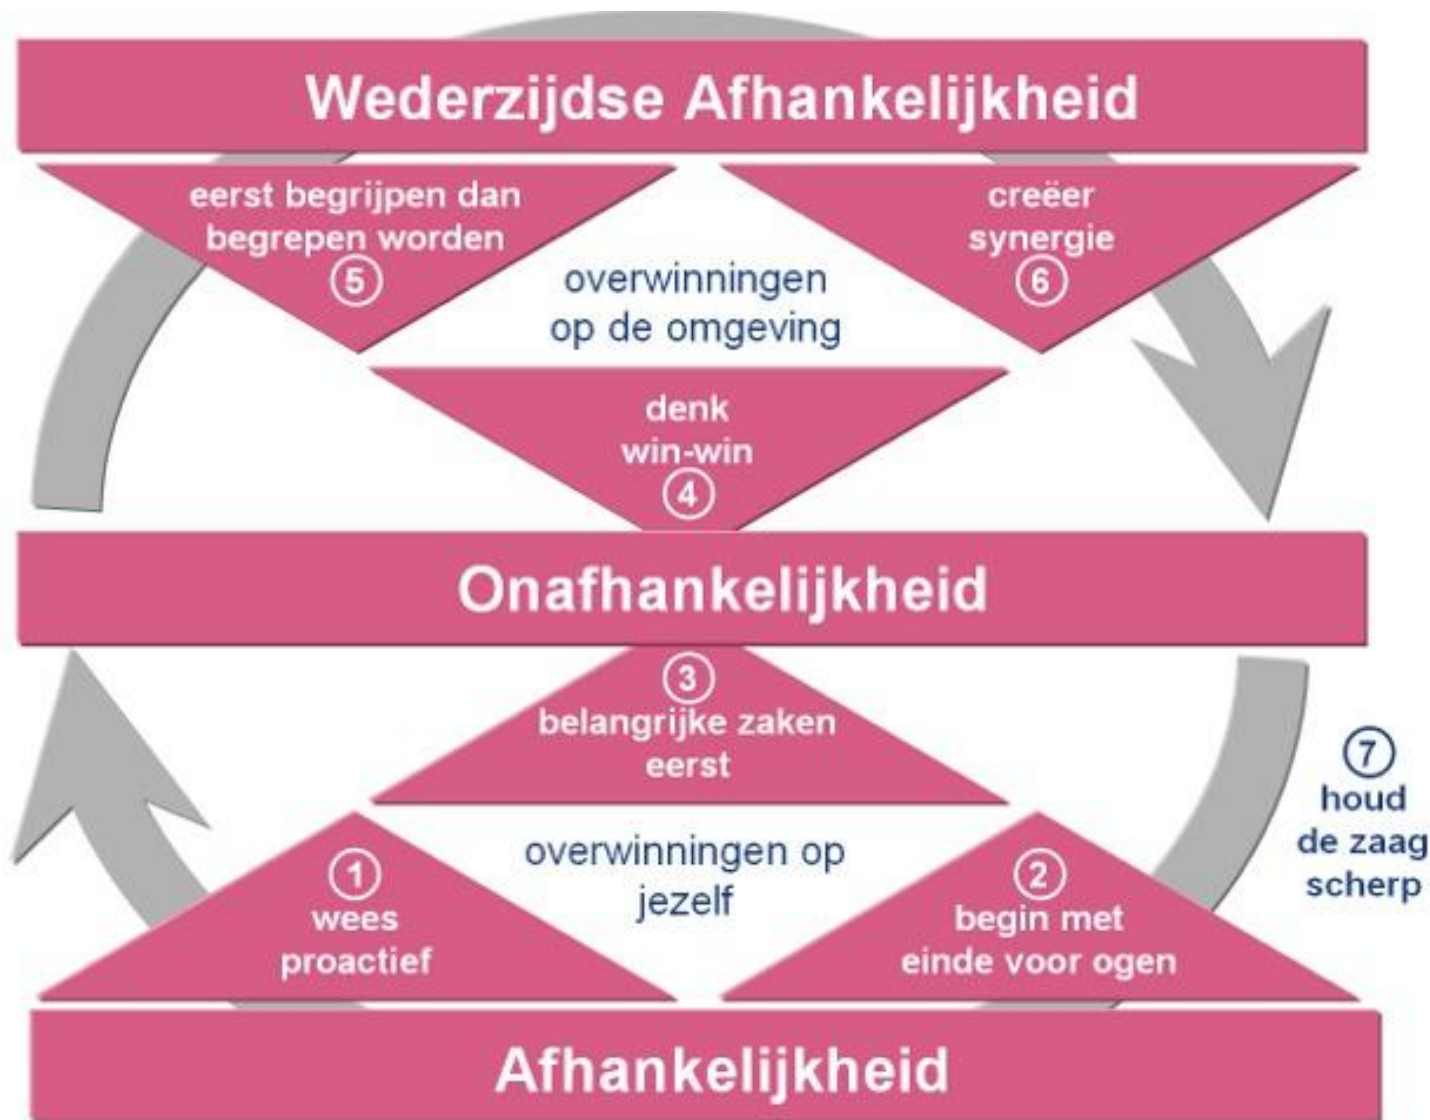 Wederzijdse Afhankelijkheid
eerst begrijpen dan
begrepen worden
5
creëer
synergie
6
overwinningen
op de omgeving
denk
win-win
4
Onafhankelijkheid
3
belangrijke zaken
eerst
7
houd
de zaag
scherp
overwinningen op
jezelf
1
wees
proactief
2
begin met
einde voor ogen
Afhankelijkheid